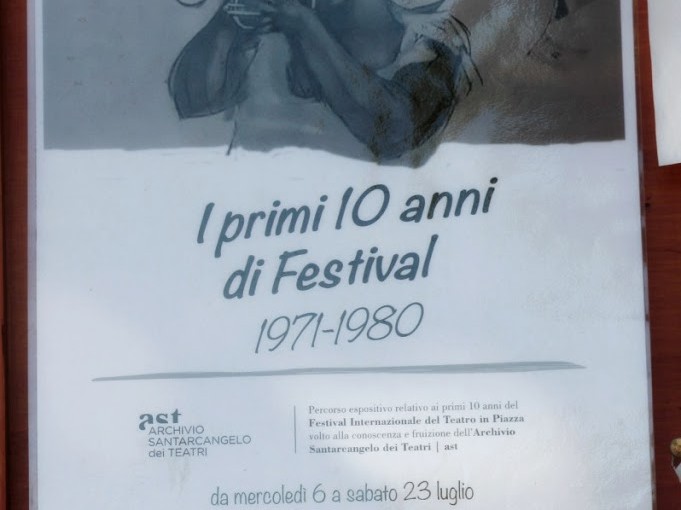 I primi 10 anni
di Festival
1971-1980
ast
ARCHIVIO
SANTARCANGELO
dei TEATRI
Percorso espositivo relativo ai primi 10 anni del
Festival Internazionale del Teatro in Piazza
volto alla conoscenza e fruizione dell'Archivio
Santarcangelo dei Teatri | ast
da mercoledì 6 a sabato 23 luglio